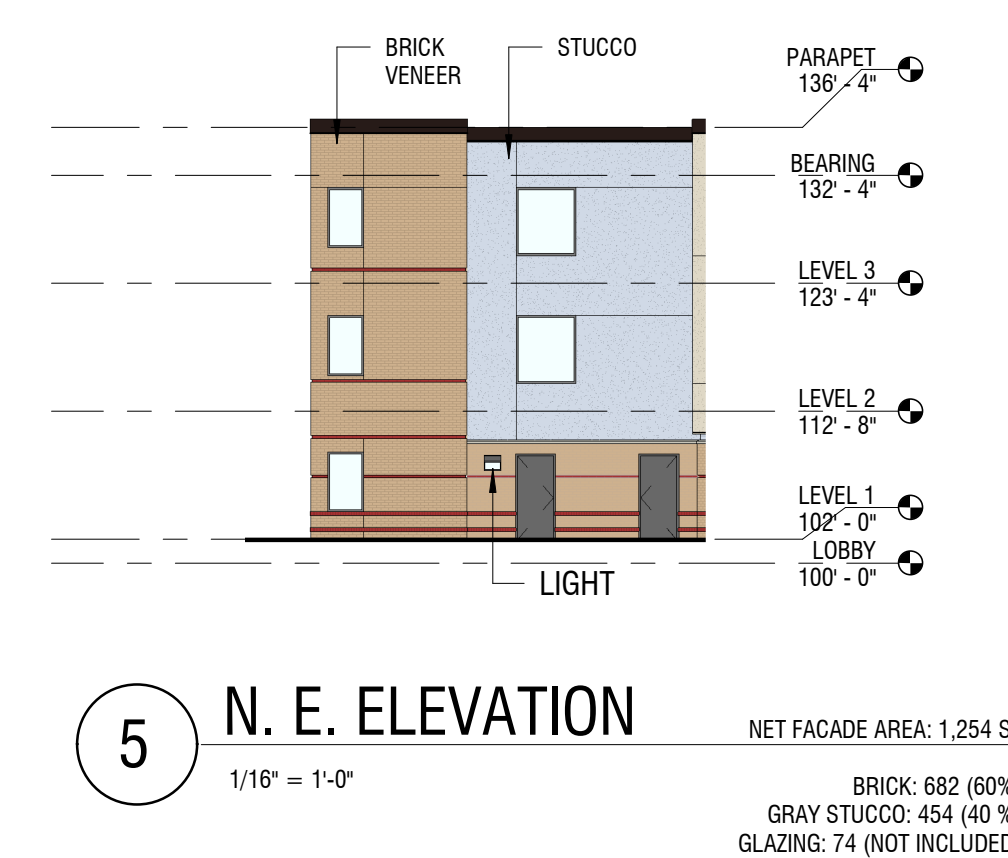 BRICK
VENEER
STUCCO
PARAPET
136' - 4"
BEARING
132' - 4"
LEVEL 3
123' - 4"
LEVEL 2
112' - 8"
LEVEL 1
102' - 0"
LOBBY
100' - 0"
LIGHT
5
N. E. ELEVATION
1/16" = 1'-0"
NET FACADE AREA: 1,254 S
BRICK: 682 (60%
GRAY STUCCO: 454 (40 %
GLAZING: 74 (NOT INCLUDED